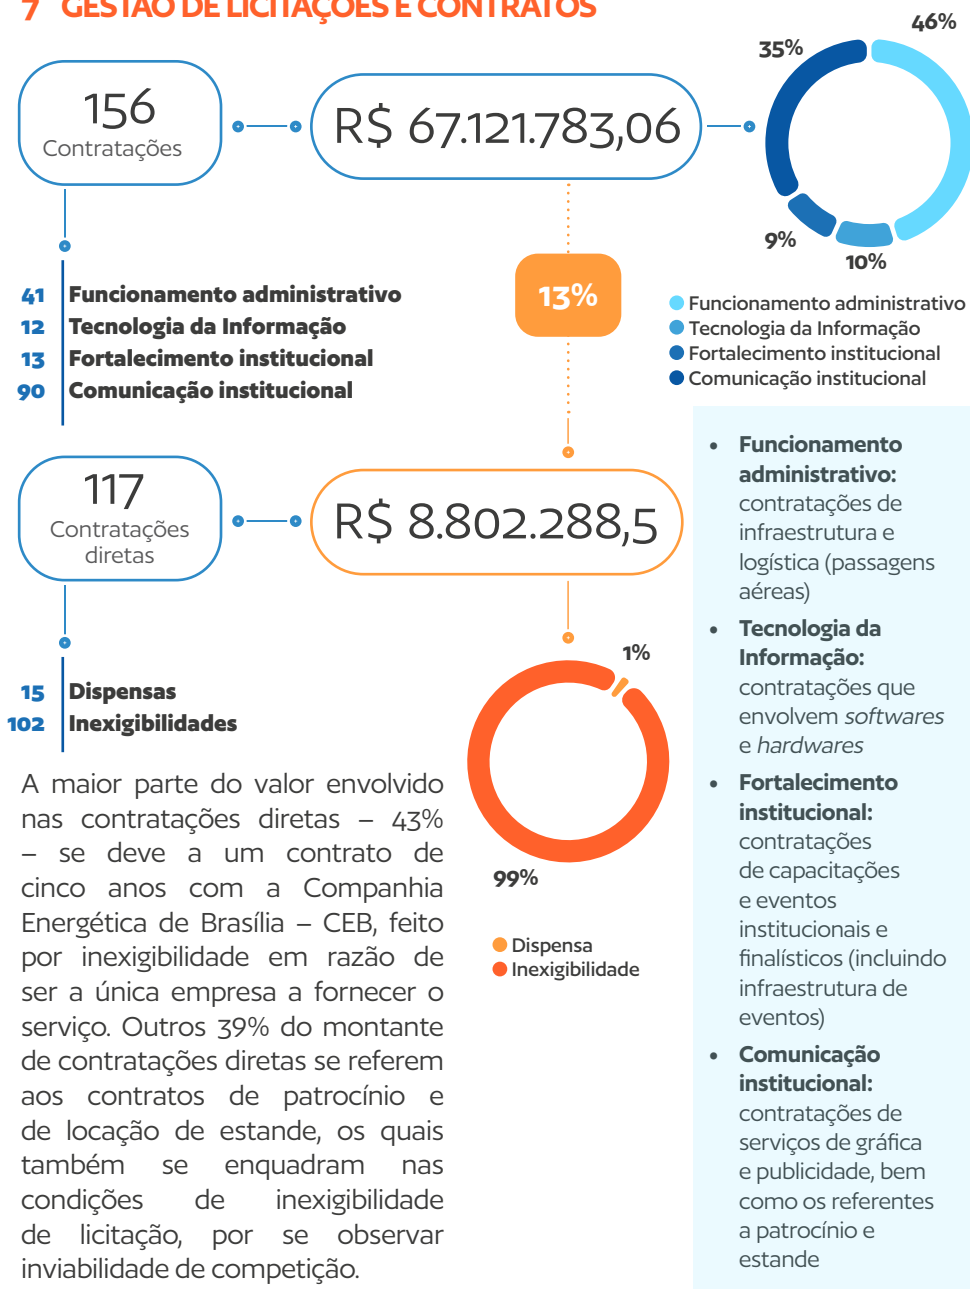 7 GESTÃO DE LICITAÇÕES E CONTRATOS
156
Contratações
R$ 67.121.783,06
46%
35%
9%
10%
41 Funcionamento administrativo
12 Tecnologia da Informação
13 Fortalecimento institucional
90 Comunicação institucional
13%
Funcionamento administrativo
Tecnologia da Informação
Fortalecimento institucional
Comunicação institucional
117
Contratações
diretas
R$ 8.802.288,5
15 Dispensas
102 Inexigibilidades
1%
99%
Dispensa
Inexigibilidade
A maior parte do valor envolvido
nas contratações diretas – 43%
– se deve a um contrato de
cinco anos com a Companhia
Energética de Brasília – CEB, feito
por inexigibilidade em razão de
ser a única empresa a fornecer o
serviço. Outros 39% do montante
de contratações diretas se referem
aos contratos de patrocínio e
de locação de estande, os quais
também se enquadram nas
condições de inexigibilidade
de licitação, por se observar
inviabilidade de competição.
• Funcionamento
administrativo:
contratações de
infraestrutura e
logística (passagens
aéreas)
• Tecnologia da
Informação:
contratações que
envolvem softwares
e hardwares
• Fortalecimento
institucional:
contratações
de capacitações
e eventos
institucionais e
finalísticos (incluindo
infraestrutura de
eventos)
• Comunicação
institucional:
contratações de
serviços de gráfica
e publicidade, bem
como os referentes
a patrocínio e
estande